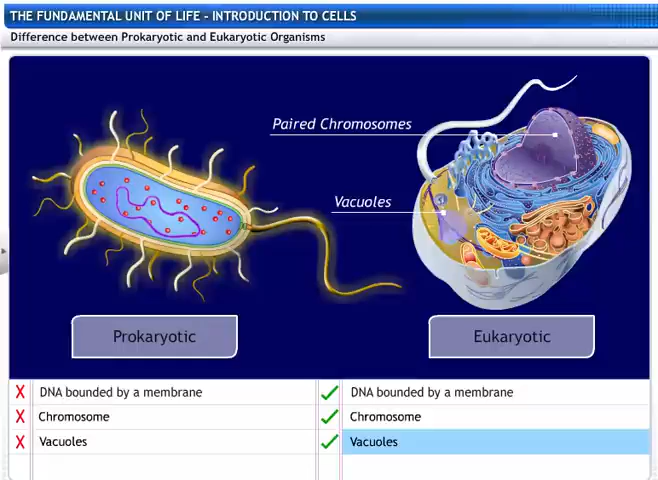 THE FUNDAMENTAL UNIT OF LIFE - INTRODUCTION TO CELLS
Difference between Prokaryotic and Eukaryotic Organisms
Paired Chromosomes
Vacuoles
Prokaryotic
Eukaryotic
X DNA bounded by a membrane
✓ DNA bounded by a membrane
X Chromosome
✓ Chromosome
X Vacuoles
✓ Vacuoles